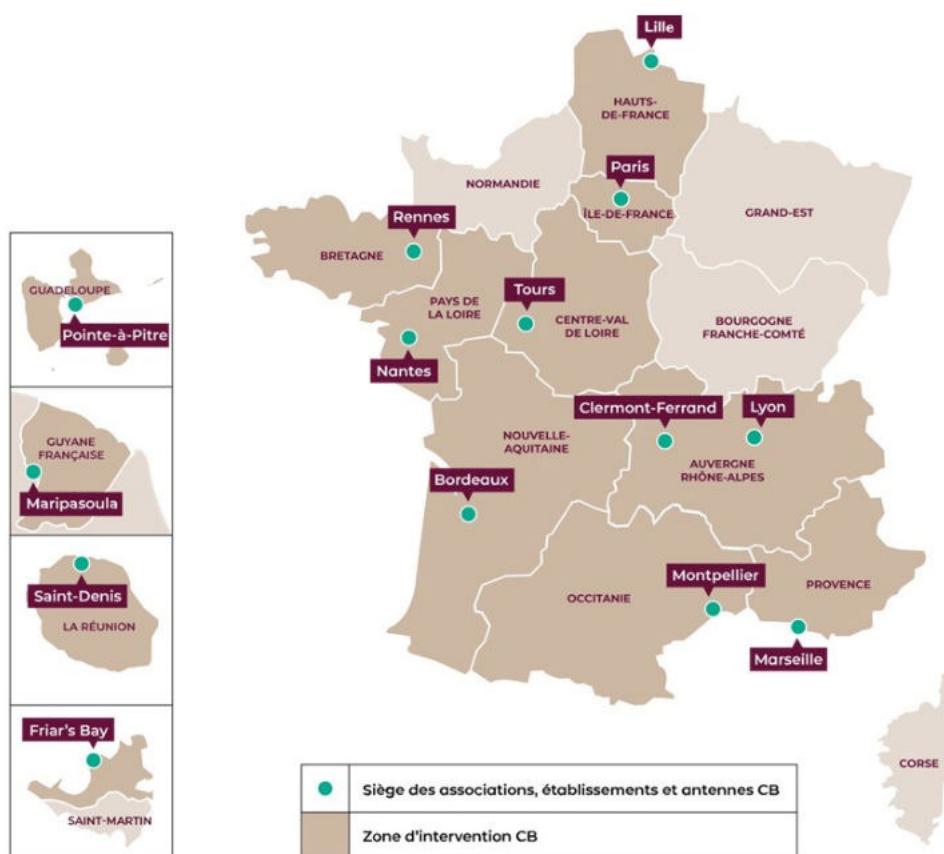 Lille
HAUTS-
DE-FRANCE
Paris
ÎLE-DE-FRANCE
NORMANDIE
GRAND-EST
Rennes
BRETAGNE
PAYS DE
LA LOIRE
Tours
CENTRE-VAL
DE LOIRE
BOURGOGNE
FRANCHE-COMTÉ
Nantes
Clermont-Ferrand
Lyon
NOUVELLE-
AQUITAINE
AUVERGNE
RHÔNE-ALPES
Bordeaux
Montpellier
PROVENCE
OCCITANIE
Marseille
CORSE
GUADELOUPE
Pointe-à-Pitre
GUYANE
FRANÇAISE
Maripasoula
Saint-Denis
LA RÉUNION
Friar's Bay
SAINT-MARTIN
Siège des associations, établissements et antennes CB
Zone d'intervention CB